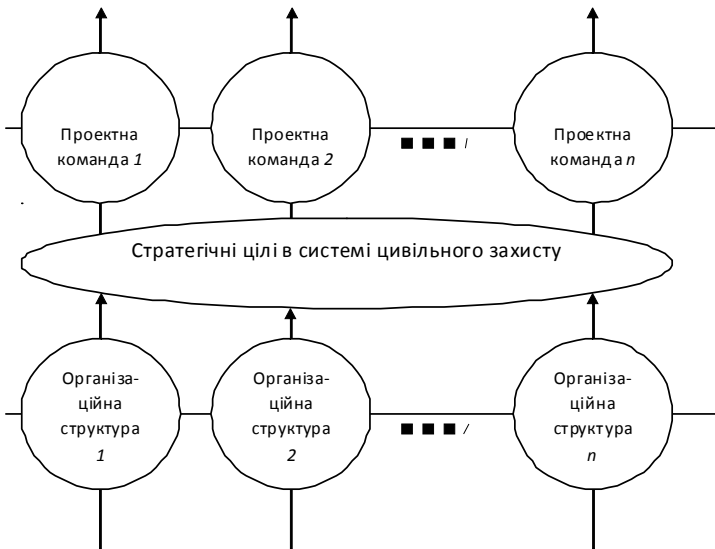 Проектна
команда 1
Проектна
команда 2
Проектна
команда n
Стратегічні цілі в системі цивільного захисту
Організа-
ційна
структура
1
Організа-
ційна
структура
2
Організа-
ційна
структура
n